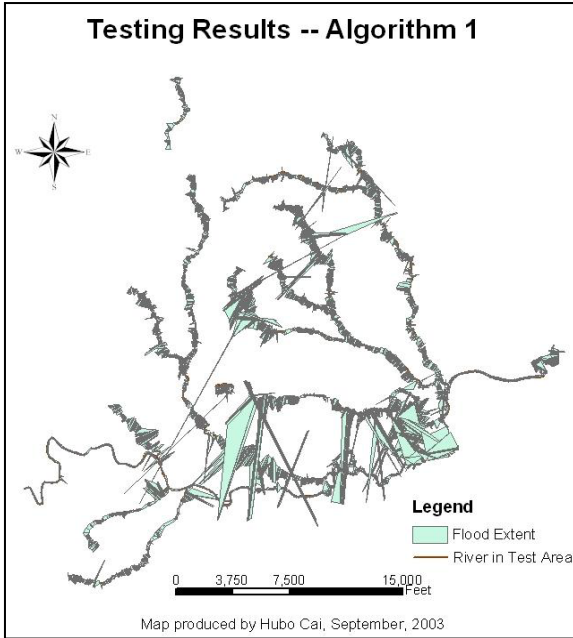 Testing Results -- Algorithm 1
N
W E
S
Legend
Flood Extent
River in Test Area
0 3,750 7,500 15,000
Feet
Map produced by Hubo Cai, September, 2003